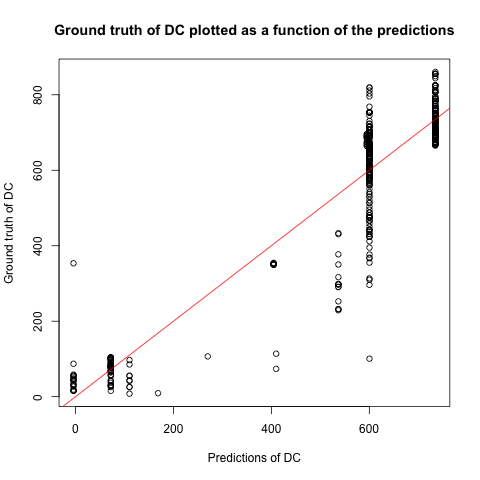 Ground truth of DC plotted as a function of the predictions
Ground truth of DC
800
600
400
200
0
0 200 400 600
Predictions of DC